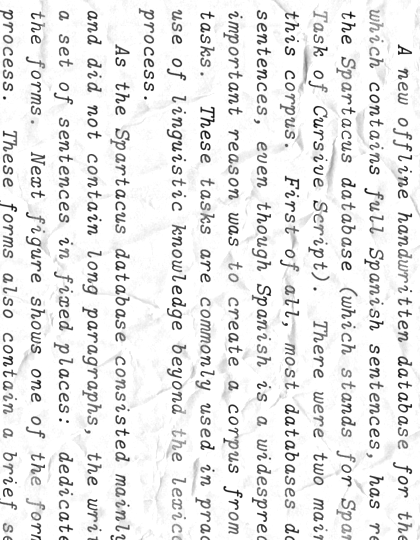 A new offline handwritten database for the
which contains full Spanish sentences, has re
the Spartacus database (which stands for Spar
Task of Cursive Script). There were two mair
this corpus. First of all, most databases do
sentences, even though Spanish is a widesprea
important reason was to create a corpus from
tasks. These tasks are commonly used in prac
use of linguistic knowledge beyond the lexico
process.
As the Spartacus database consisted mainly
and did not contain long paragraphs, the writ
a set of sentences in fixed places: dedicate
the forms. Next figure shows one of the form
process. These forms also contain a brief se